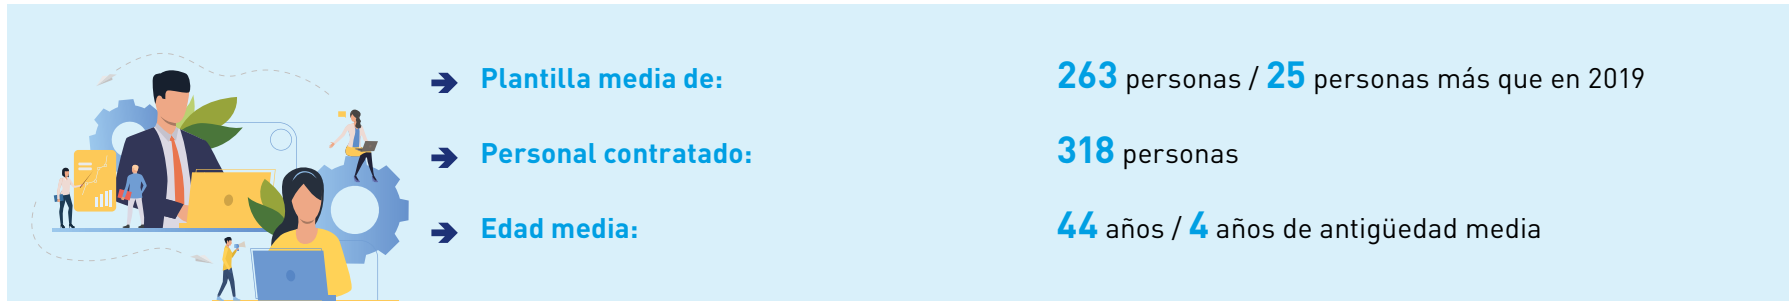 ➔ Plantilla media de: 263 personas / 25 personas más que en 2019
➔ Personal contratado: 318 personas
➔ Edad media: 44 años / 4 años de antigüedad media